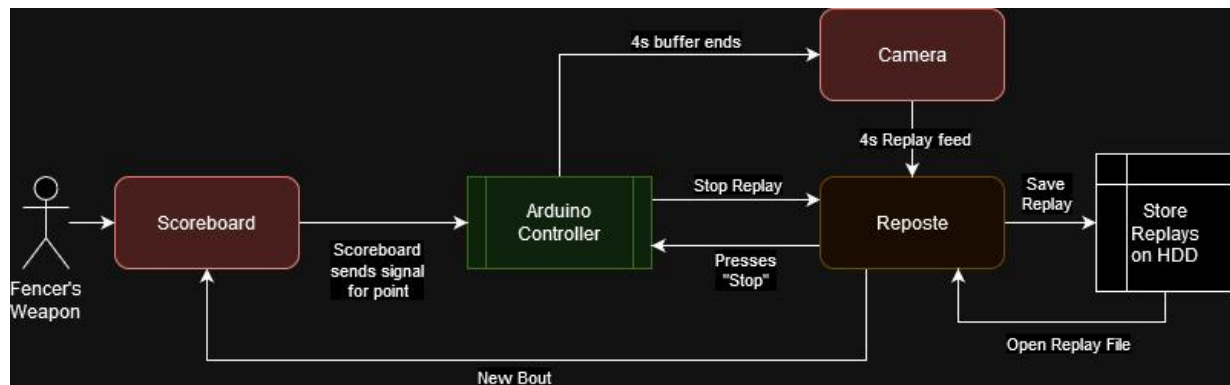 4s buffer ends
Camera
4s Replay feed
Fencer's
Weapon
Scoreboard
Scoreboard
sends signal
for point
Arduino
Controller
Stop Replay
Presses
"Stop"
Reposte
Save
Replay
Store
Replays
on HDD
Open Replay File
New Bout